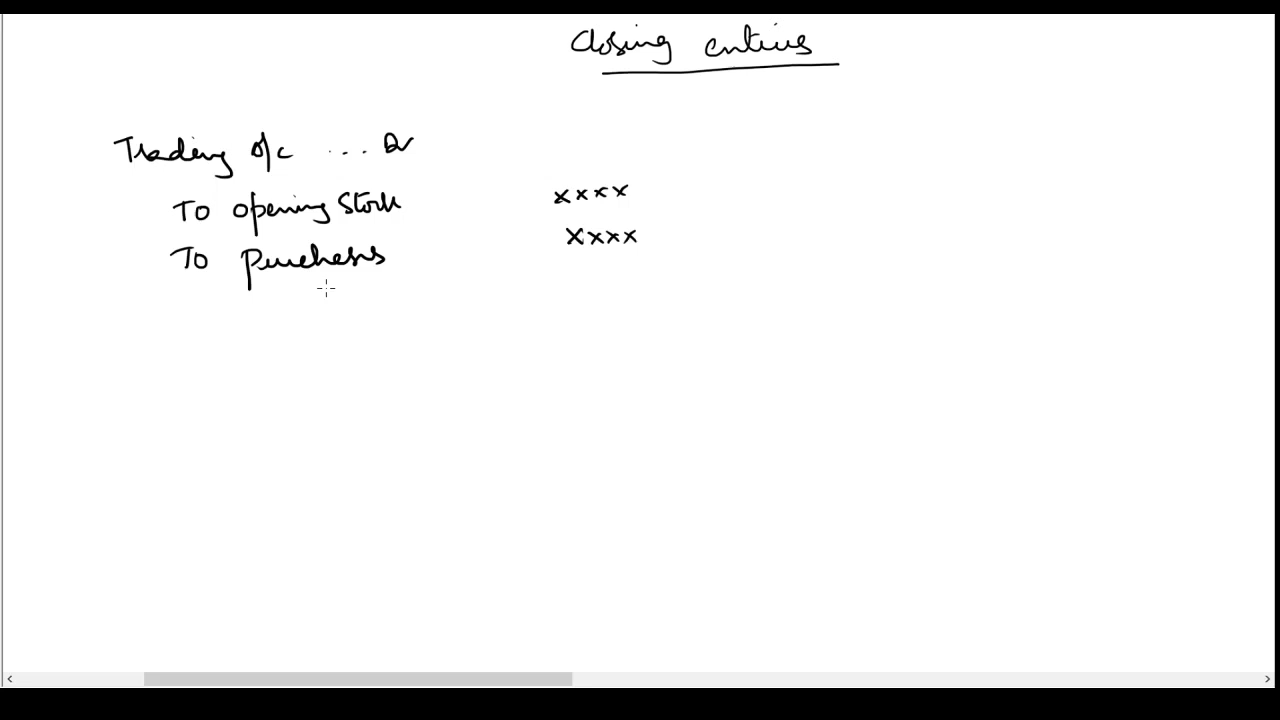 Closing entries
Trading a/c ... Dr
To opening Stock xxxx
To purchases xxxx